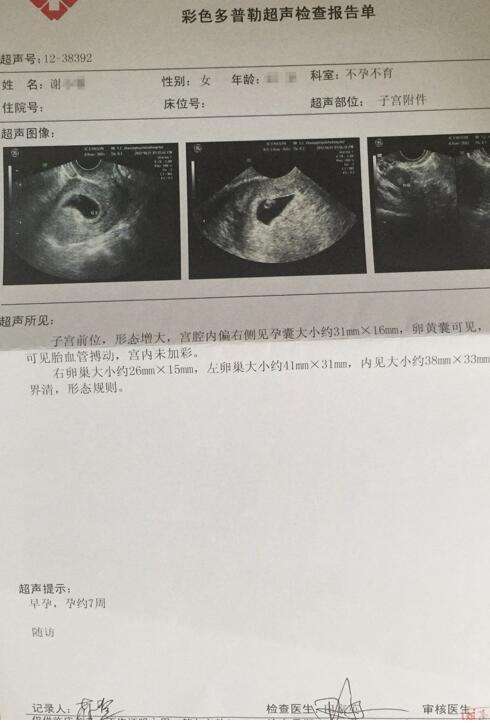 彩色多普勒超声检查报告单
超声号: 12-38392
姓 名: 谢 性别: 女 年龄: 科室: 不孕不育
住院号: 床位号: 超声部位: 子宫附件
超声图像:
超声所见:
子宫前位, 形态增大, 宫腔内偏右侧见孕囊大小约31mm×16mm, 卵黄囊可见,
可见胎血管搏动, 宫内未加彩。
右卵巢大小约26mm×15mm, 左卵巢大小约41mm×31mm, 内见大小约38mm×33mm
界清, 形态规则。
超声提示:
早孕, 孕约7周
随访
记录人: 检查医生: 审核医生: